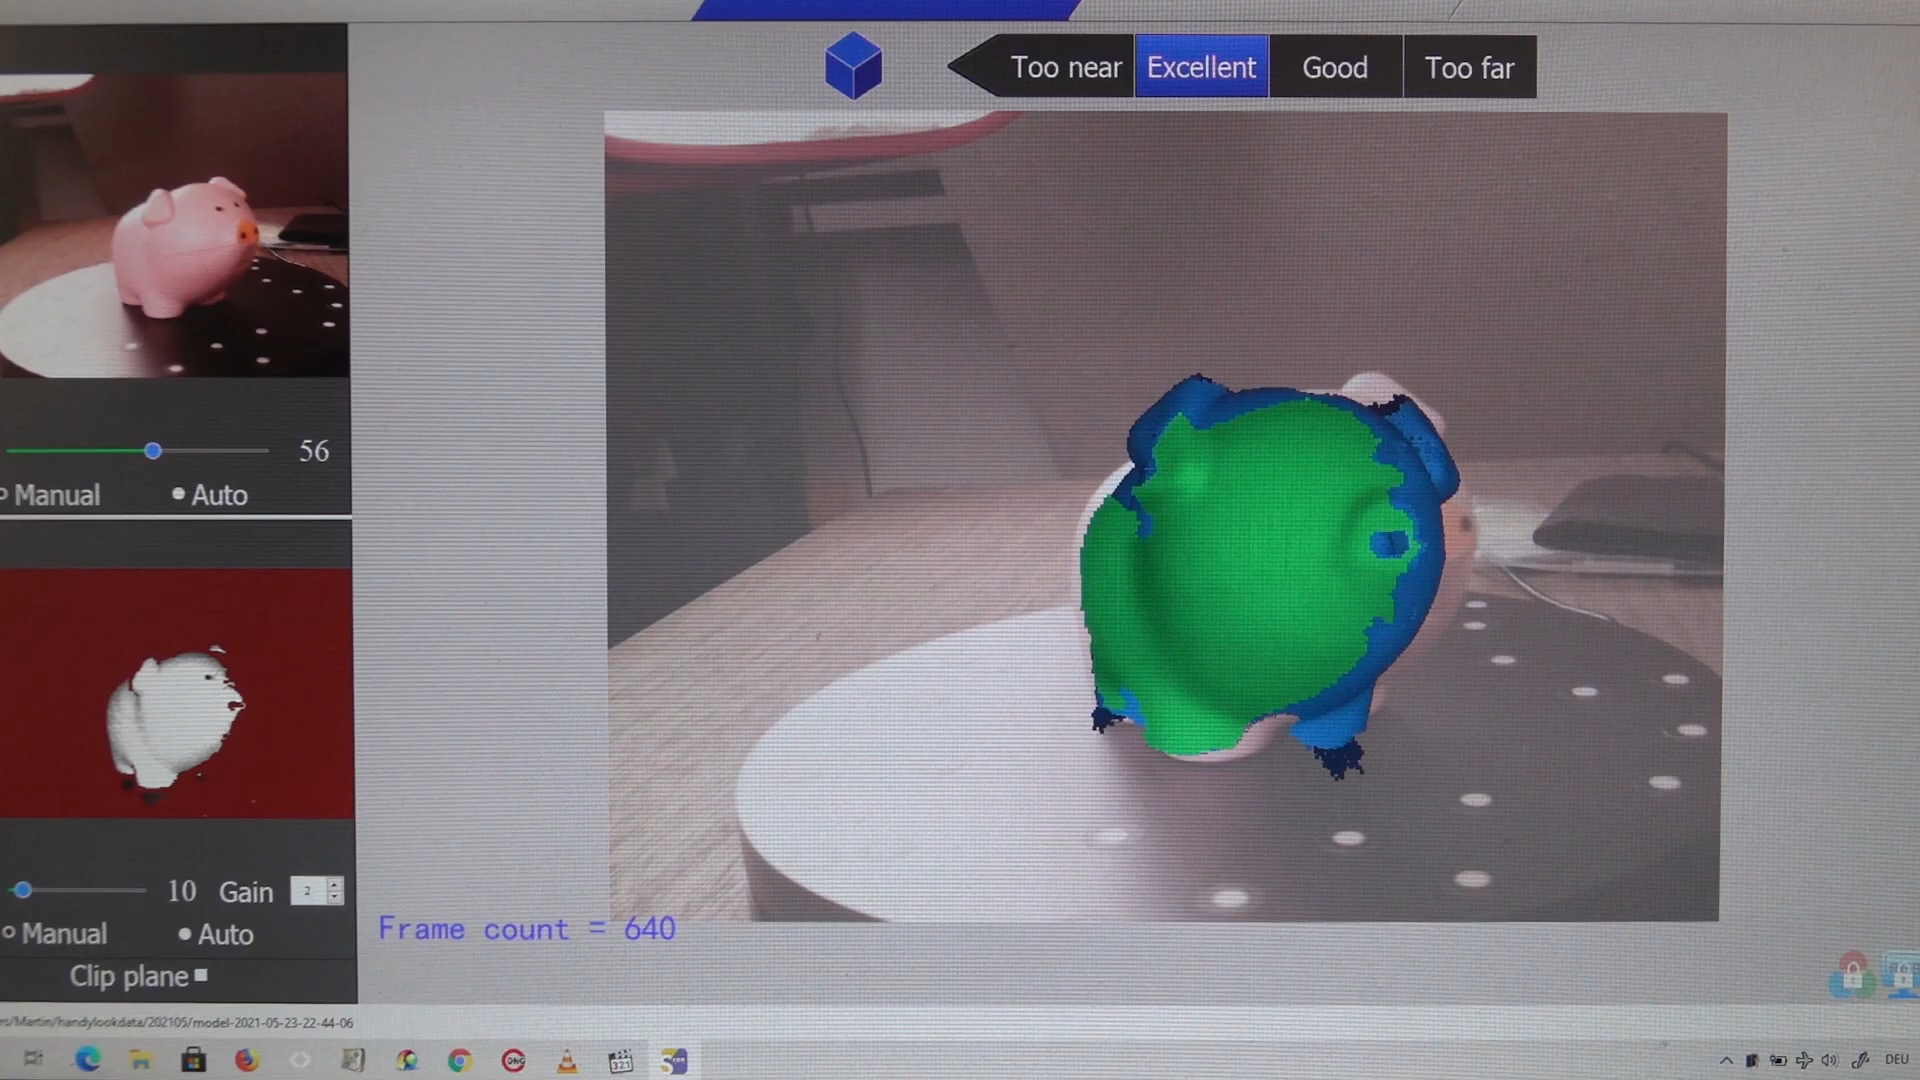 Too near Excellent Good Too far
56
Manual Auto
10 Gain 2
Manual Auto
Frame count = 640
Clip plane
rs/Martin/handylookdata/202105/model-2021-05-23-22-44-06
321
DEU